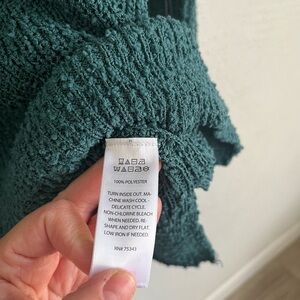 100% POLYESTER
TURN INSIDE OUT. MA-
CHINE WASH COOL -
DELICATE CYCLE.
NON-CHLORINE BLEACH
WHEN NEEDED. RE-
SHAPE AND DRY FLAT.
LOW IRON IF NEEDED.
RN# 75343